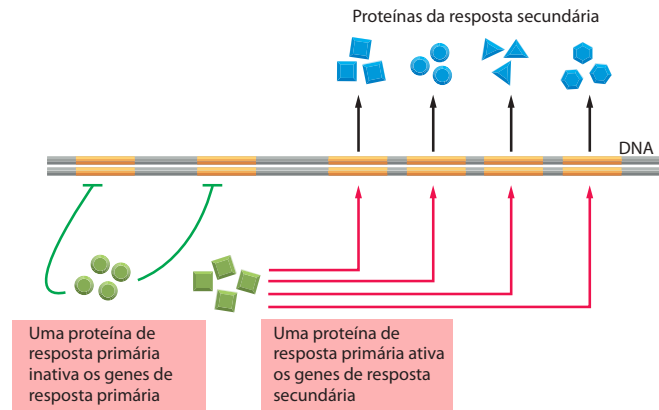 Proteínas da resposta secundária
DNA
Uma proteína de
resposta primária
inativa os genes de
resposta primária
Uma proteína de
resposta primária ativa
os genes de resposta
secundária